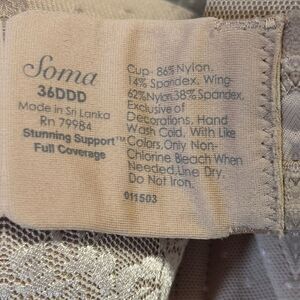 Soma
36DDD
Made in Sri Lanka
Rn 79984
Stunning Support™
Full Coverage
Cup- 86% Nylon,
14% Spandex, Wing-
62% Nylon 38% Spandex,
Exclusive of
Decorations, Hand
Wash Cold, With Like
Colors, Only Non-
Chlorine Bleach When
Needed, Line Dry.
Do Not Iron.
011503